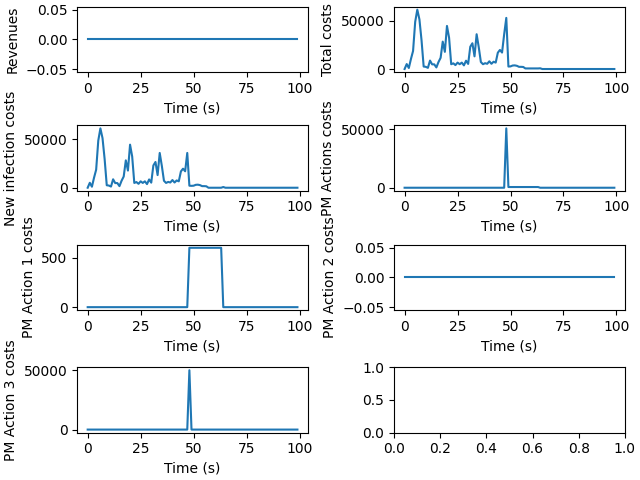 Revenues
0.05
0.00
−0.05
0 25 50 75 100
Time (s)
Total costs
50000
0
0 25 50 75 100
Time (s)
New infection costs
50000
0
0 25 50 75 100
Time (s)
PM Actions costs
50000
0
0 25 50 75 100
Time (s)
PM Action 1 costs
500
0
0 25 50 75 100
Time (s)
PM Action 2 costs
0.05
0.00
−0.05
0 25 50 75 100
Time (s)
PM Action 3 costs
50000
0
0 25 50 75 100
Time (s)
1.0
0.5
0.0
0.0 0.2 0.4 0.6 0.8 1.0